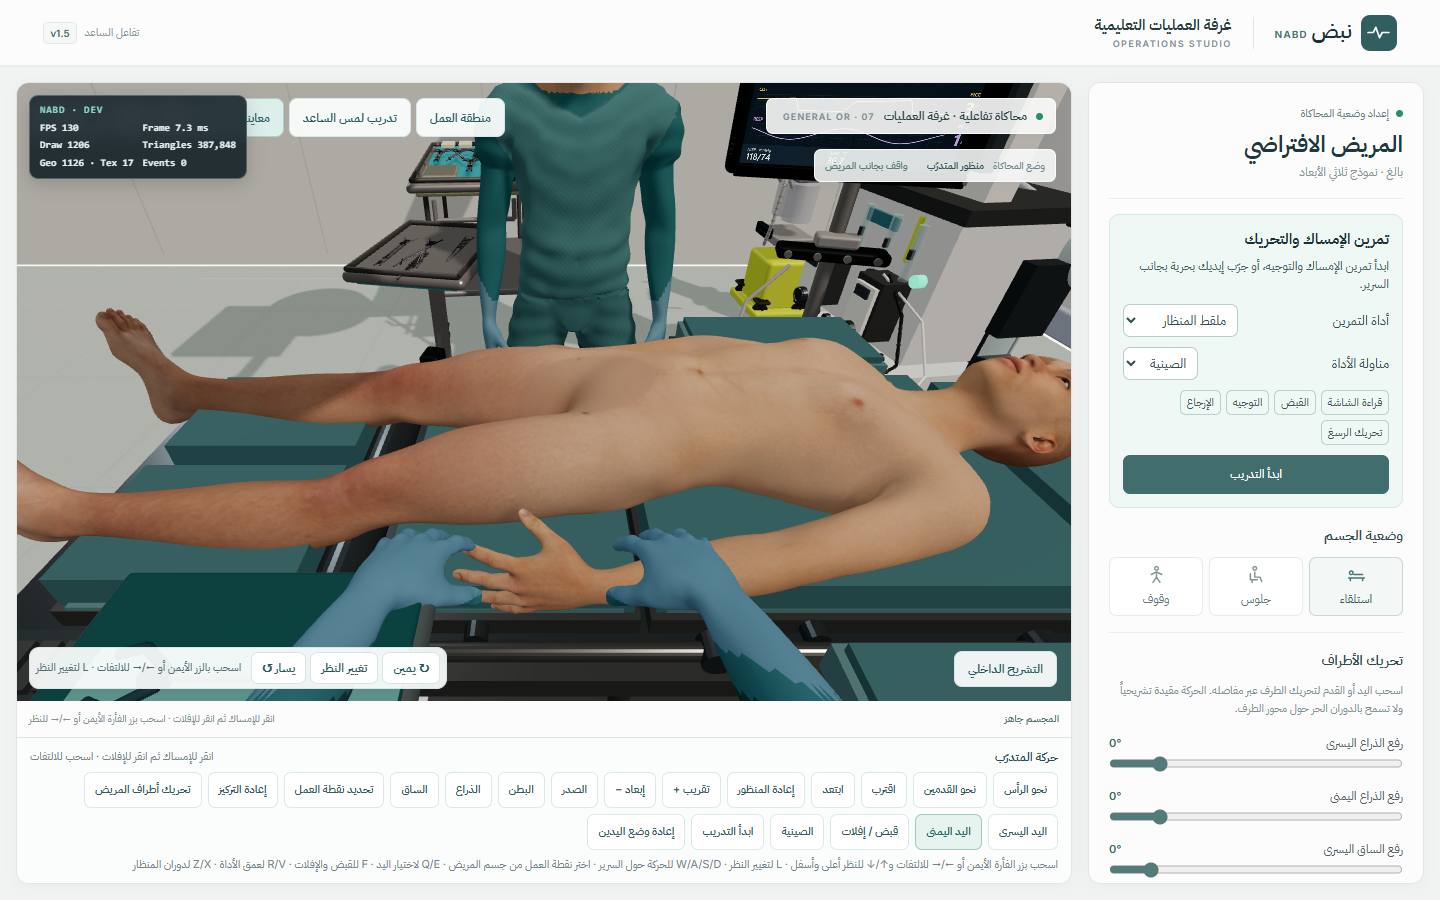 نبض NABD
غرفة العمليات التعليمية
OPERATIONS STUDIO
تفاعل الساعد v1.5
إعداد وضعية المحاكاة
المريض الافتراضي
بالغ · نموذج ثلاثي الأبعاد
تمرين الإمساك والتحريك
ابدأ تمرين الإمساك والتوجيه، أو جرّب إيديك بحرية بجانب
السرير.
أداة التمرين ملقط المنظار
مناولة الأداة الصينية
قراءة الشاشة القبض التوجيه الإرجاع
تحريك الرسغ
ابدأ التدريب
وضعية الجسم
استلقاء جلوس وقوف
تحريك الأطراف
اسحب اليد أو القدم لتحريك الطرف عبر مفاصله. الحركة مقيدة تشريحياً
ولا تسمح بالدوران الحر حول محور الطرف.
رفع الذراع اليسرى 0°
رفع الذراع اليمنى 0°
رفع الساق اليسرى 0°
محاكاة تفاعلية · غرفة العمليات GENERAL OR · 07
وضع المحاكاة منظور المتدرّب واقف بجانب المريض
118/74
منطقة العمل تدريب لمس الساعد
NABD · DEV
FPS 130 Frame 7.3 ms
Draw 1206 Triangles 387,848
Geo 1126 · Tex 17 Events 0
التشريح الداخلي
↻ يمين تغيير النظر يسار ↺ اسحب بالزر الأيمن أو ←/→ للالتفات · L لتغيير النظر
المجسم جاهز
انقر للإمساك ثم انقر للإفلات · اسحب بزر الفأرة الأيمن أو ←/→ للنظر
حركة المتدرّب
انقر للإمساك ثم انقر للإفلات · اسحب للالتفات
نحو الرأس نحو القدمين اقترب ابتعد إعادة المنظور تقريب + إبعاد − الصدر البطن الذراع الساق تحديد نقطة العمل إعادة التركيز تحريك أطراف المريض
اليد اليسرى اليد اليمنى قبض / إفلات الصينية ابدأ التدريب إعادة وضع اليدين
اسحب بزر الفأرة الأيمن أو ←/→ للالتفات و↑/↓ للنظر أعلى وأسفل · L لتغيير النظر · W/A/S/D للحركة حول السرير · اختر نقطة العمل من جسم المريض · Q/E لاختيار اليد · F للقبض والإفلات · R/V لعمق الأداة · Z/X لدوران المنظار